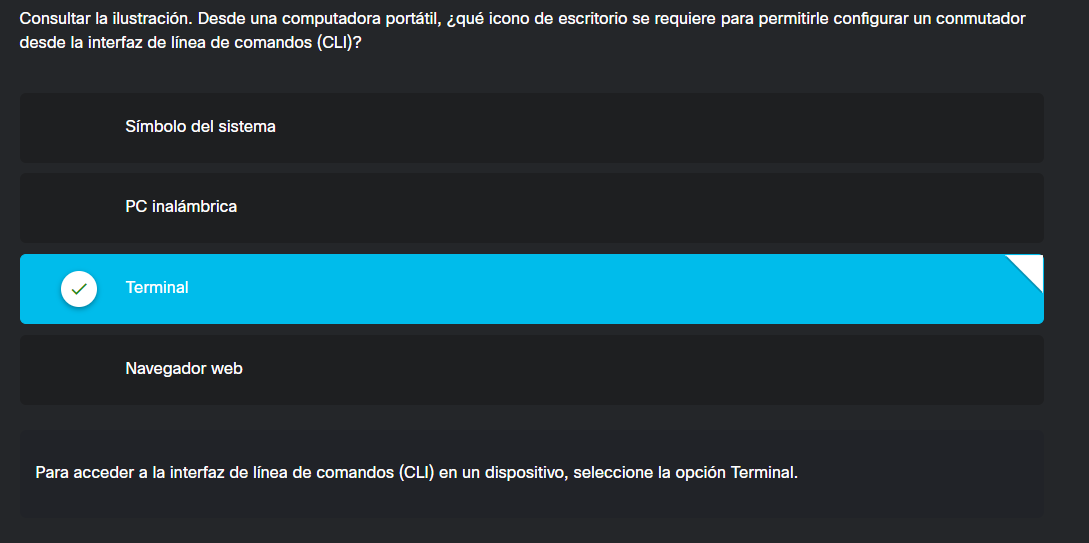 Consultar la ilustración. Desde una computadora portátil, ¿qué icono de escritorio se requiere para permitirle configurar un conmutador
desde la interfaz de línea de comandos (CLI)?
Símbolo del sistema
PC inalámbrica
Terminal
Navegador web
Para acceder a la interfaz de línea de comandos (CLI) en un dispositivo, seleccione la opción Terminal.